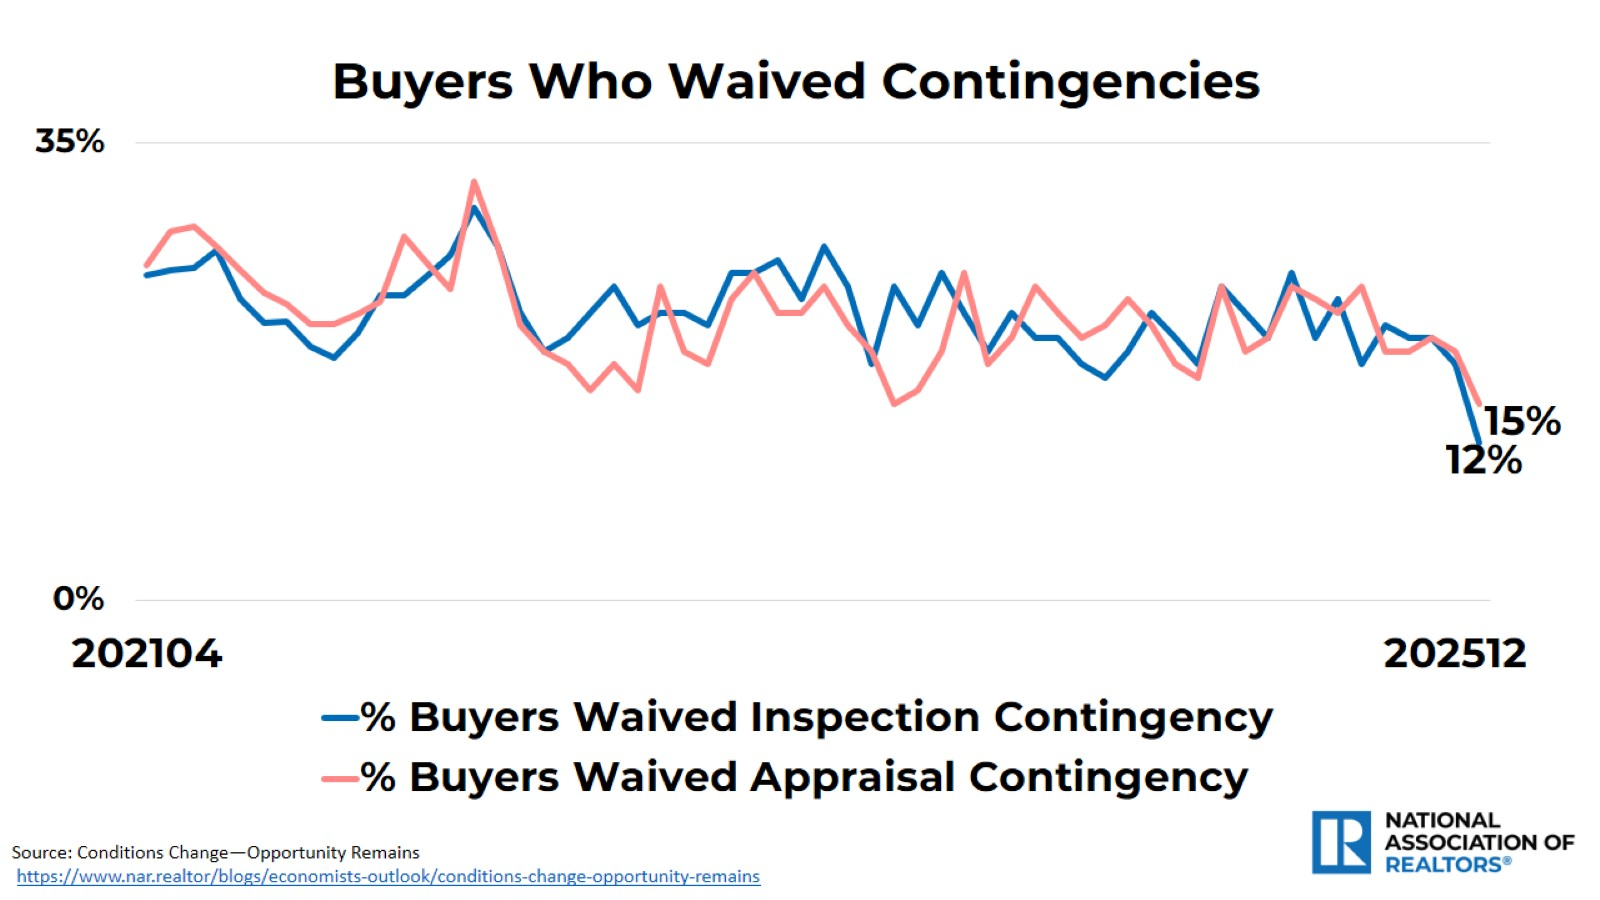 Buyers Who Waived Contingencies
35%
15%
12%
0%
202104
202512
% Buyers Waived Inspection Contingency
% Buyers Waived Appraisal Contingency
NATIONAL
ASSOCIATION OF
REALTORS®
Source: Conditions Change—Opportunity Remains
https://www.nar.realtor/blogs/economists-outlook/conditions-change-opportunity-remains